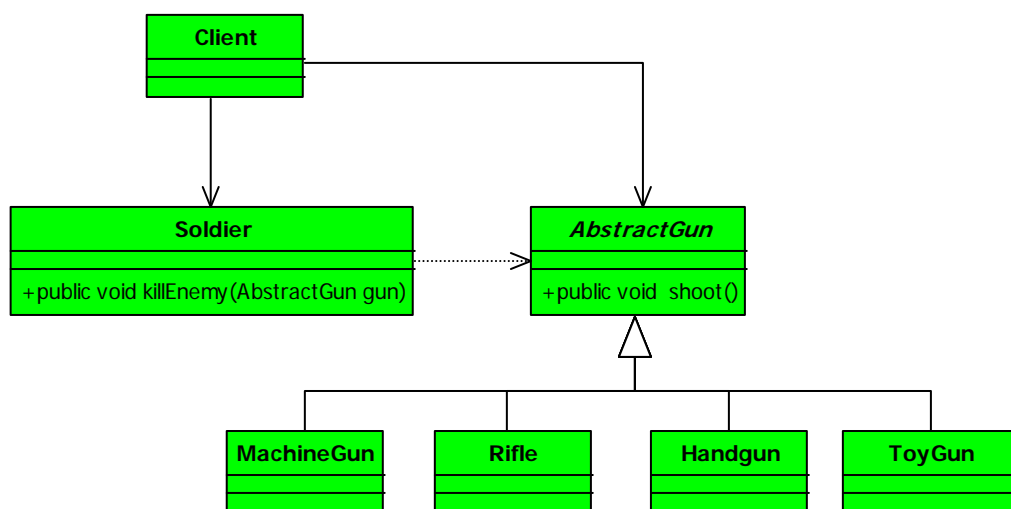 Client
Soldier
+public void killEnemy(AbstractGun gun)
AbstractGun
+public void shoot()
MachineGun
Rifle
Handgun
ToyGun